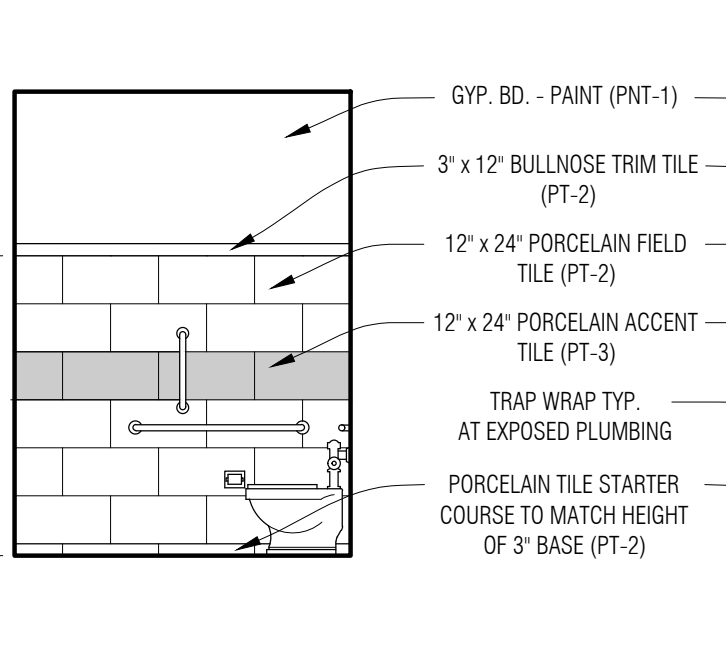 GYP. BD. - PAINT (PNT-1)
3" x 12" BULLNOSE TRIM TILE
(PT-2)
12" x 24" PORCELAIN FIELD
TILE (PT-2)
12" x 24" PORCELAIN ACCENT
TILE (PT-3)
TRAP WRAP TYP.
AT EXPOSED PLUMBING
PORCELAIN TILE STARTER
COURSE TO MATCH HEIGHT
OF 3" BASE (PT-2)